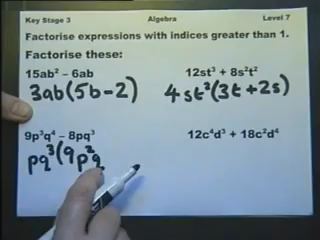 Key Stage 3 Algebra Level 7
Factorise expressions with indices greater than 1.
Factorise these:
15ab² – 6ab 12st³ + 8s²t²
3ab(5b-2) 4st²(3t+2s)
9p³q⁴ – 8pq³ 12c⁴d³ + 18c²d⁴
pq³(9p²q